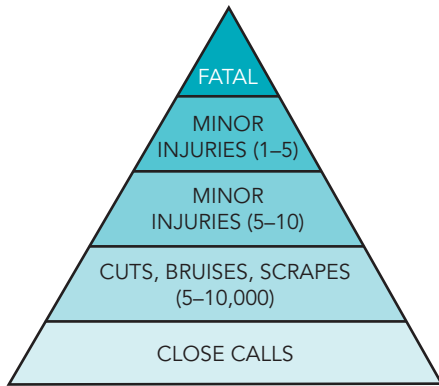 FATAL
MINOR
INJURIES (1–5)
MINOR
INJURIES (5–10)
CUTS, BRUISES, SCRAPES
(5–10,000)
CLOSE CALLS